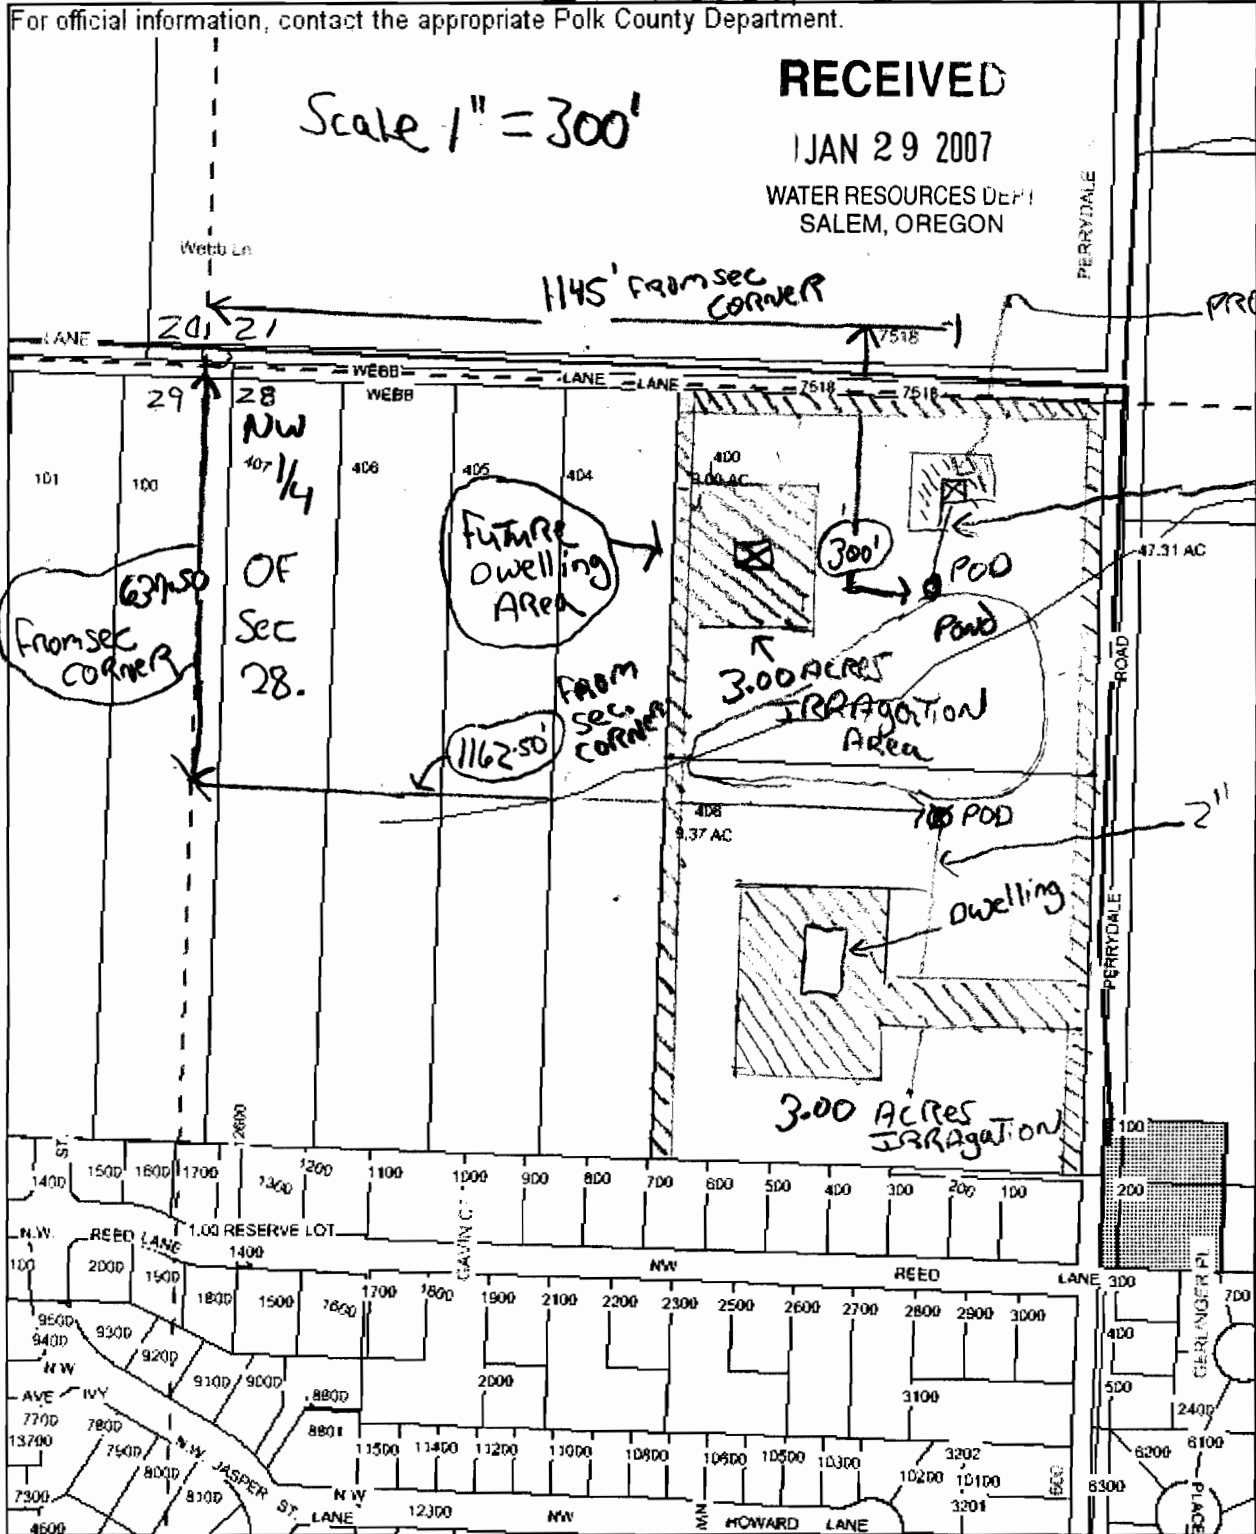 For official information, contact the appropriate Polk County Department.
RECEIVED
JAN 29 2007
WATER RESOURCES DEPT
SALEM, OREGON
Scale 1" = 300'
PERRYDALE
Webb Ln
1145' From sec
CORNER
20 21
7518
LANE
WEBB
LANE LANE
7518
7518
29 28
WEBB
NW
1/4
OF
Sec
28.
407
101
100
406
405
404
400
9.00 AC
Future
Dwelling
Area
300'
POD
Pond
47.31 AC
637.50
From sec
CORNER
3.00 ACRES
IRRAgation
Area
ROAD
FROM
Sec.
CORNER
1162.50'
408
9.37 AC
POD
2"
Dwelling
PERRYDALE
3.00 ACRes
IRRAgaTION
12600
100
200
ST.
1400
1500
1600
1700
1300
1200
1100
1000
900
800
700
600
500
400
300
200
100
N.W.
REED LANE
1.00 RESERVE LOT
1400
GAVIN CT
NW
REED
LANE
300
GERLINGER PL
700
100
2000
1900
1800
1500
1600
1700
1800
1900
2100
2200
2300
2500
2600
2700
2800
2900
3000
9500
9400
9300
9200
9100
9000
8800
8801
2000
3100
400
500
2400
NW
AVE
IVY
7700
13700
7800
7900
8000
8100
N.W. JASPER ST.
7300
4600
11500
11400
11200
11000
10800
10600
10500
10300
3202
10200
10100
3201
600
6200
6100
6300
PLACE
NW
LANE
12300
NW
NW
HOWARD LANE